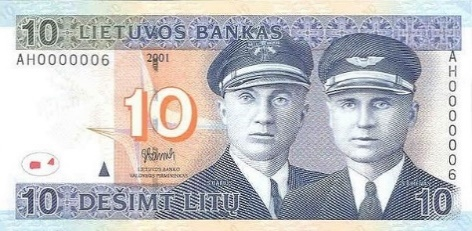 10 LIETUVOS BANKAS
AH0000006
2001
AH0000006
10
LIETUVOS BANKO
VALDYBOS PIRMININKAS
10 DEŠIMT LITŲ 10